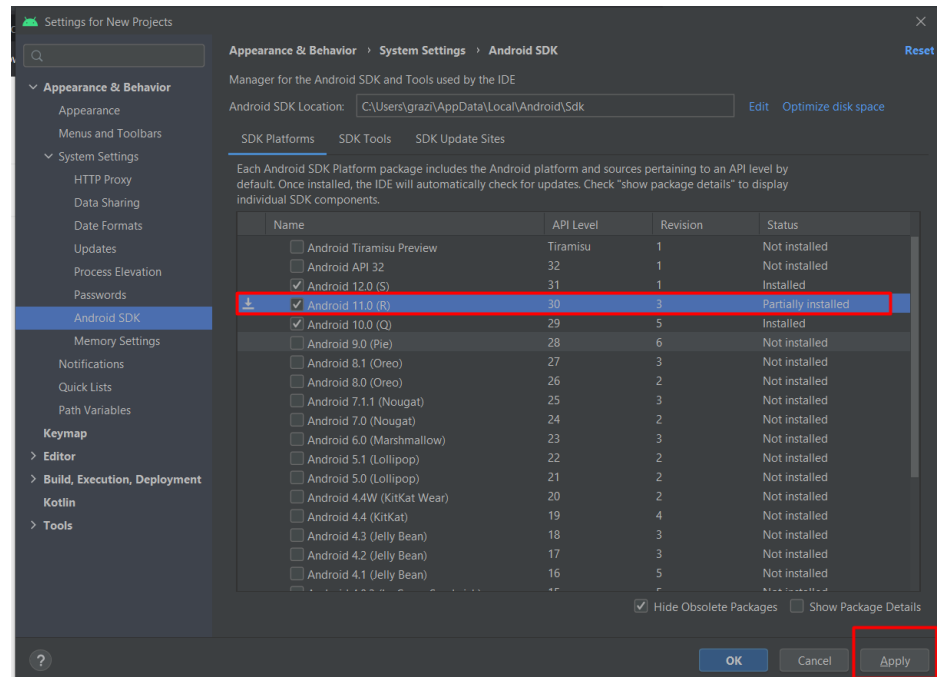 Settings for New Projects
Appearance & Behavior › System Settings › Android SDK
Reset
Manager for the Android SDK and Tools used by the IDE
Appearance & Behavior
Appearance
Menus and Toolbars
System Settings
HTTP Proxy
Data Sharing
Date Formats
Updates
Process Elevation
Passwords
Android SDK
Memory Settings
Notifications
Quick Lists
Path Variables
Keymap
Editor
Build, Execution, Deployment
Kotlin
Tools
Android SDK Location: C:\Users\grazi\AppData\Local\Android\Sdk Edit Optimize disk space
SDK Platforms SDK Tools SDK Update Sites
Each Android SDK Platform package includes the Android platform and sources pertaining to an API level by
default. Once installed, the IDE will automatically check for updates. Check "show package details" to display
individual SDK components.
Name API Level Revision Status
Android Tiramisu Preview Tiramisu 1 Not installed
Android API 32 32 1 Not installed
Android 12.0 (S) 31 1 Installed
Android 11.0 (R) 30 3 Partially installed
Android 10.0 (Q) 29 5 Installed
Android 9.0 (Pie) 28 6 Not installed
Android 8.1 (Oreo) 27 3 Not installed
Android 8.0 (Oreo) 26 2 Not installed
Android 7.1.1 (Nougat) 25 3 Not installed
Android 7.0 (Nougat) 24 2 Not installed
Android 6.0 (Marshmallow) 23 3 Not installed
Android 5.1 (Lollipop) 22 2 Not installed
Android 5.0 (Lollipop) 21 2 Not installed
Android 4.4W (KitKat Wear) 20 2 Not installed
Android 4.4 (KitKat) 19 4 Not installed
Android 4.3 (Jelly Bean) 18 3 Not installed
Android 4.2 (Jelly Bean) 17 3 Not installed
Android 4.1 (Jelly Bean) 16 5 Not installed
Hide Obsolete Packages Show Package Details
? OK Cancel Apply